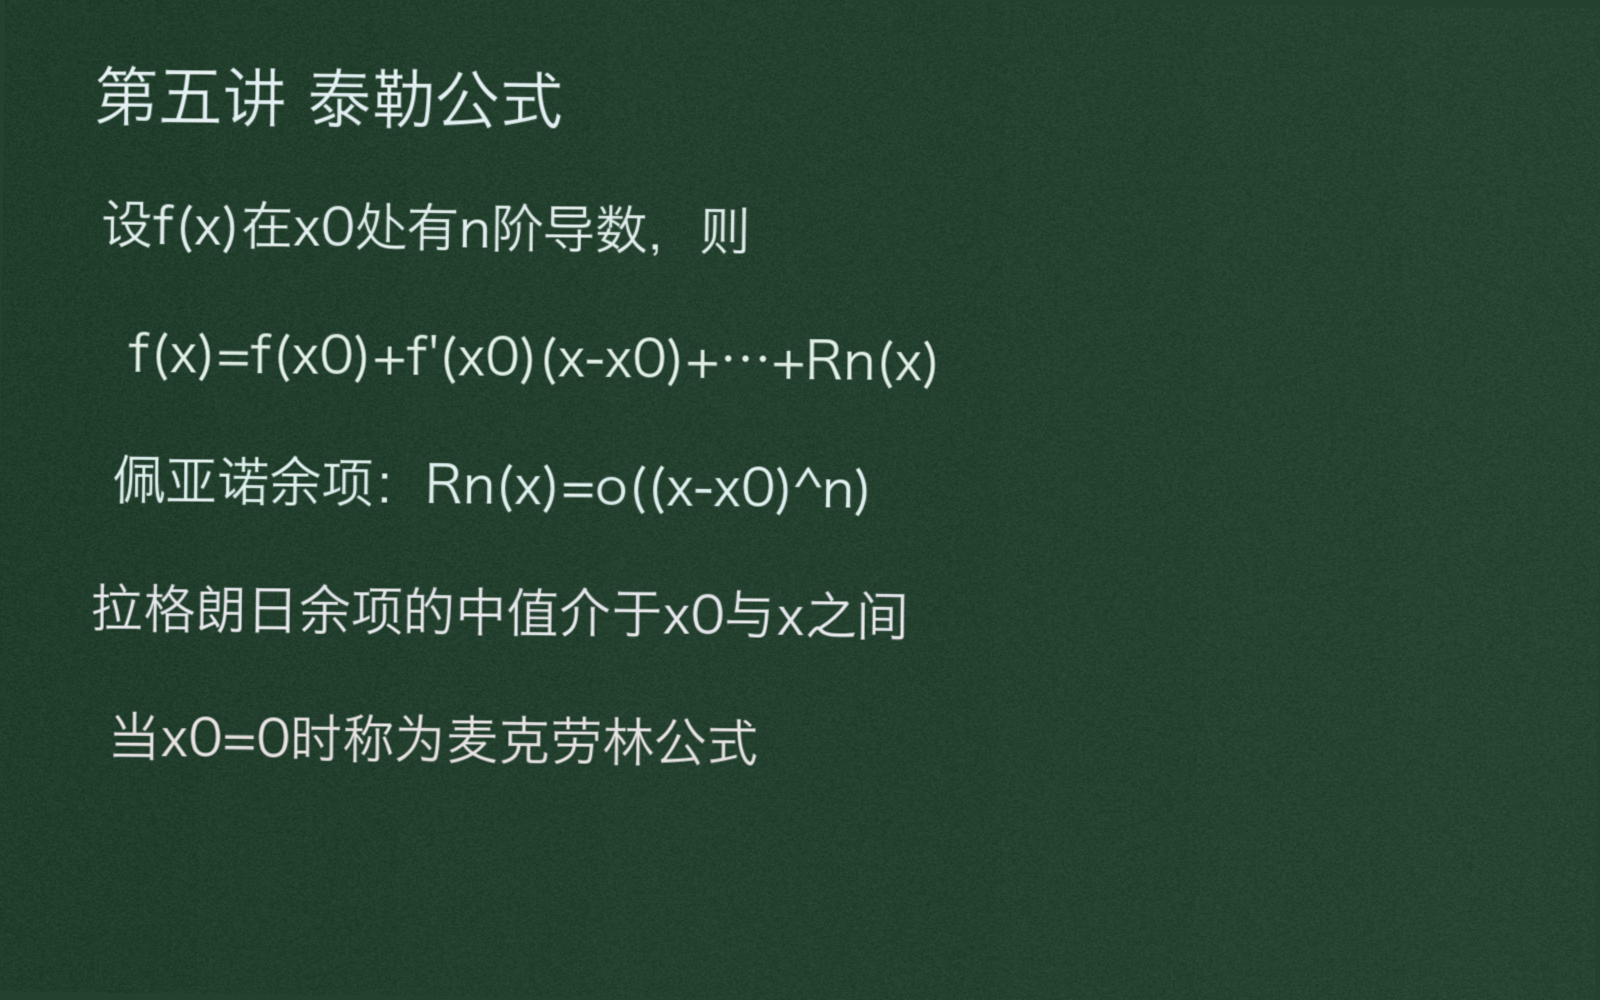 第五讲 泰勒公式
设f(x)在x0处有n阶导数，则
f(x)=f(x0)+f'(x0)(x-x0)+…+Rn(x)
佩亚诺余项：Rn(x)=o((x-x0)^n)
拉格朗日余项的中值介于x0与x之间
当x0=0时称为麦克劳林公式